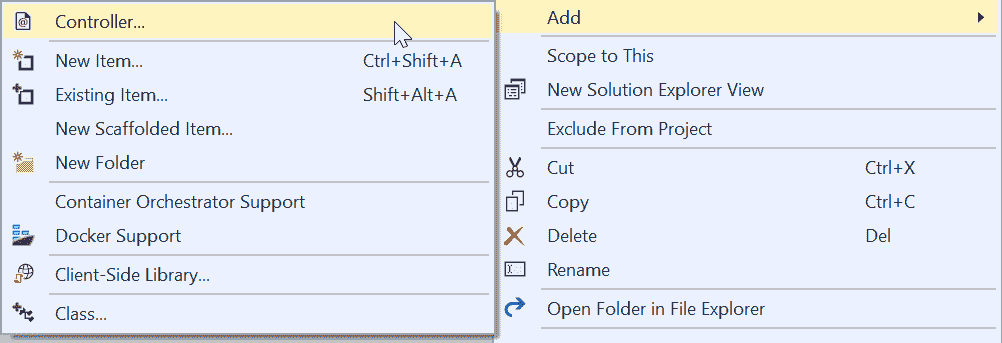 Controller...
New Item... Ctrl+Shift+A
Existing Item... Shift+Alt+A
New Scaffolded Item...
New Folder
Container Orchestrator Support
Docker Support
Client-Side Library...
Class...
Add
Scope to This
New Solution Explorer View
Exclude From Project
Cut Ctrl+X
Copy Ctrl+C
Delete Del
Rename
Open Folder in File Explorer